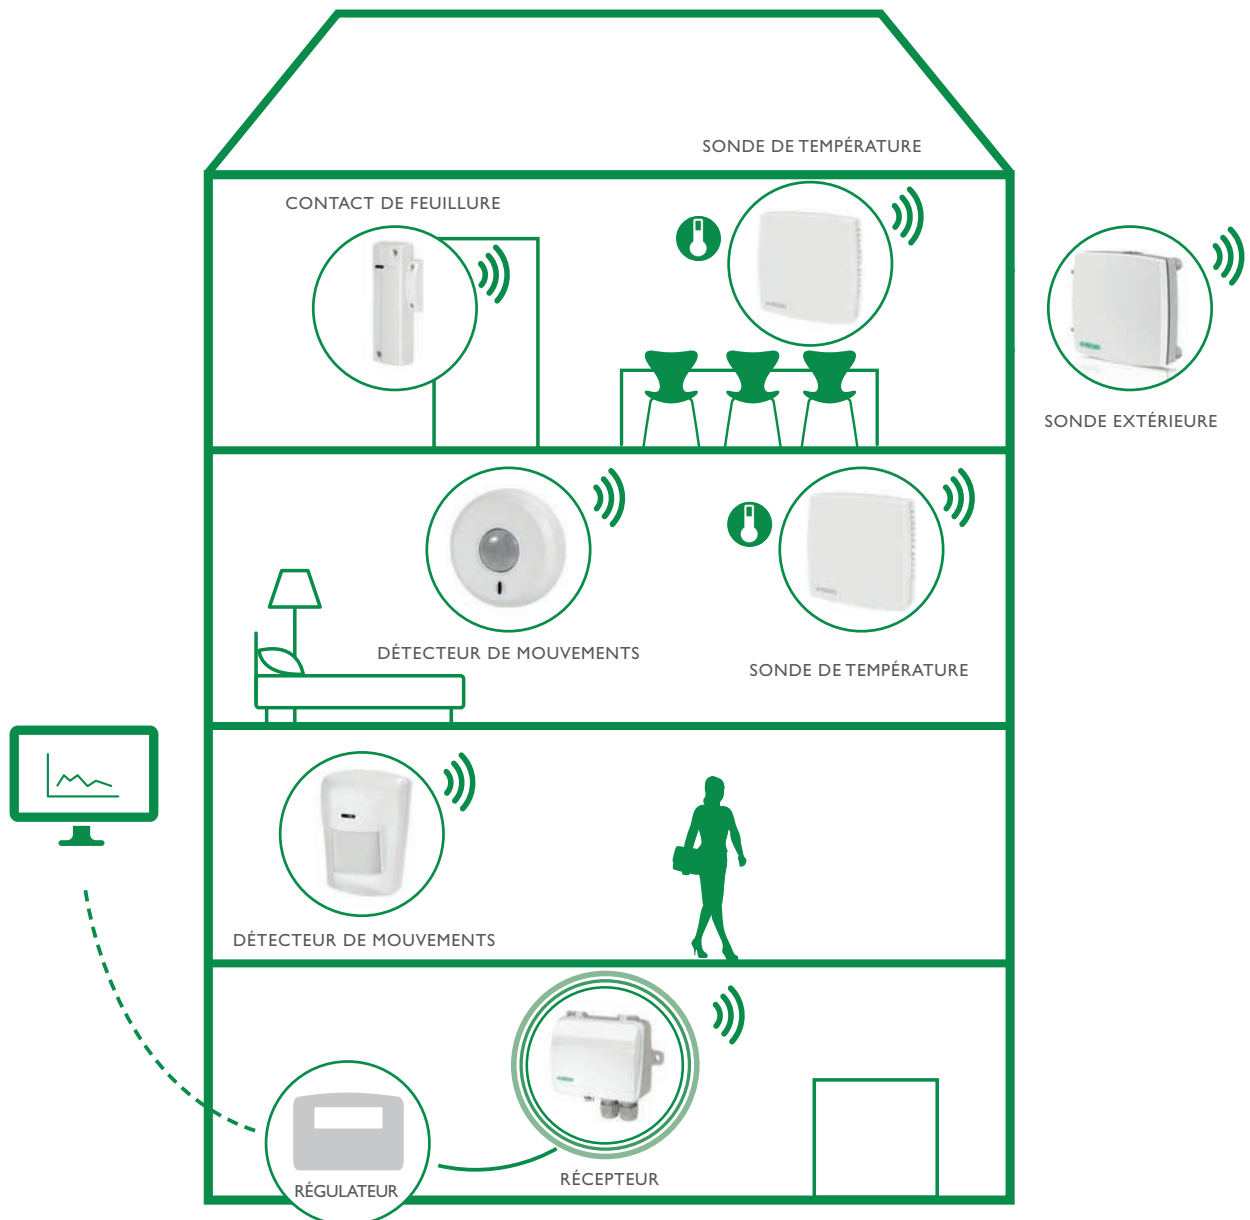 SONDE DE TEMPÉRATURE
CONTACT DE FEUILLURE
SONDE EXTÉRIEURE
DÉTECTEUR DE MOUVEMENTS
SONDE DE TEMPÉRATURE
DÉTECTEUR DE MOUVEMENTS
RÉCEPTEUR
RÉGULATEUR